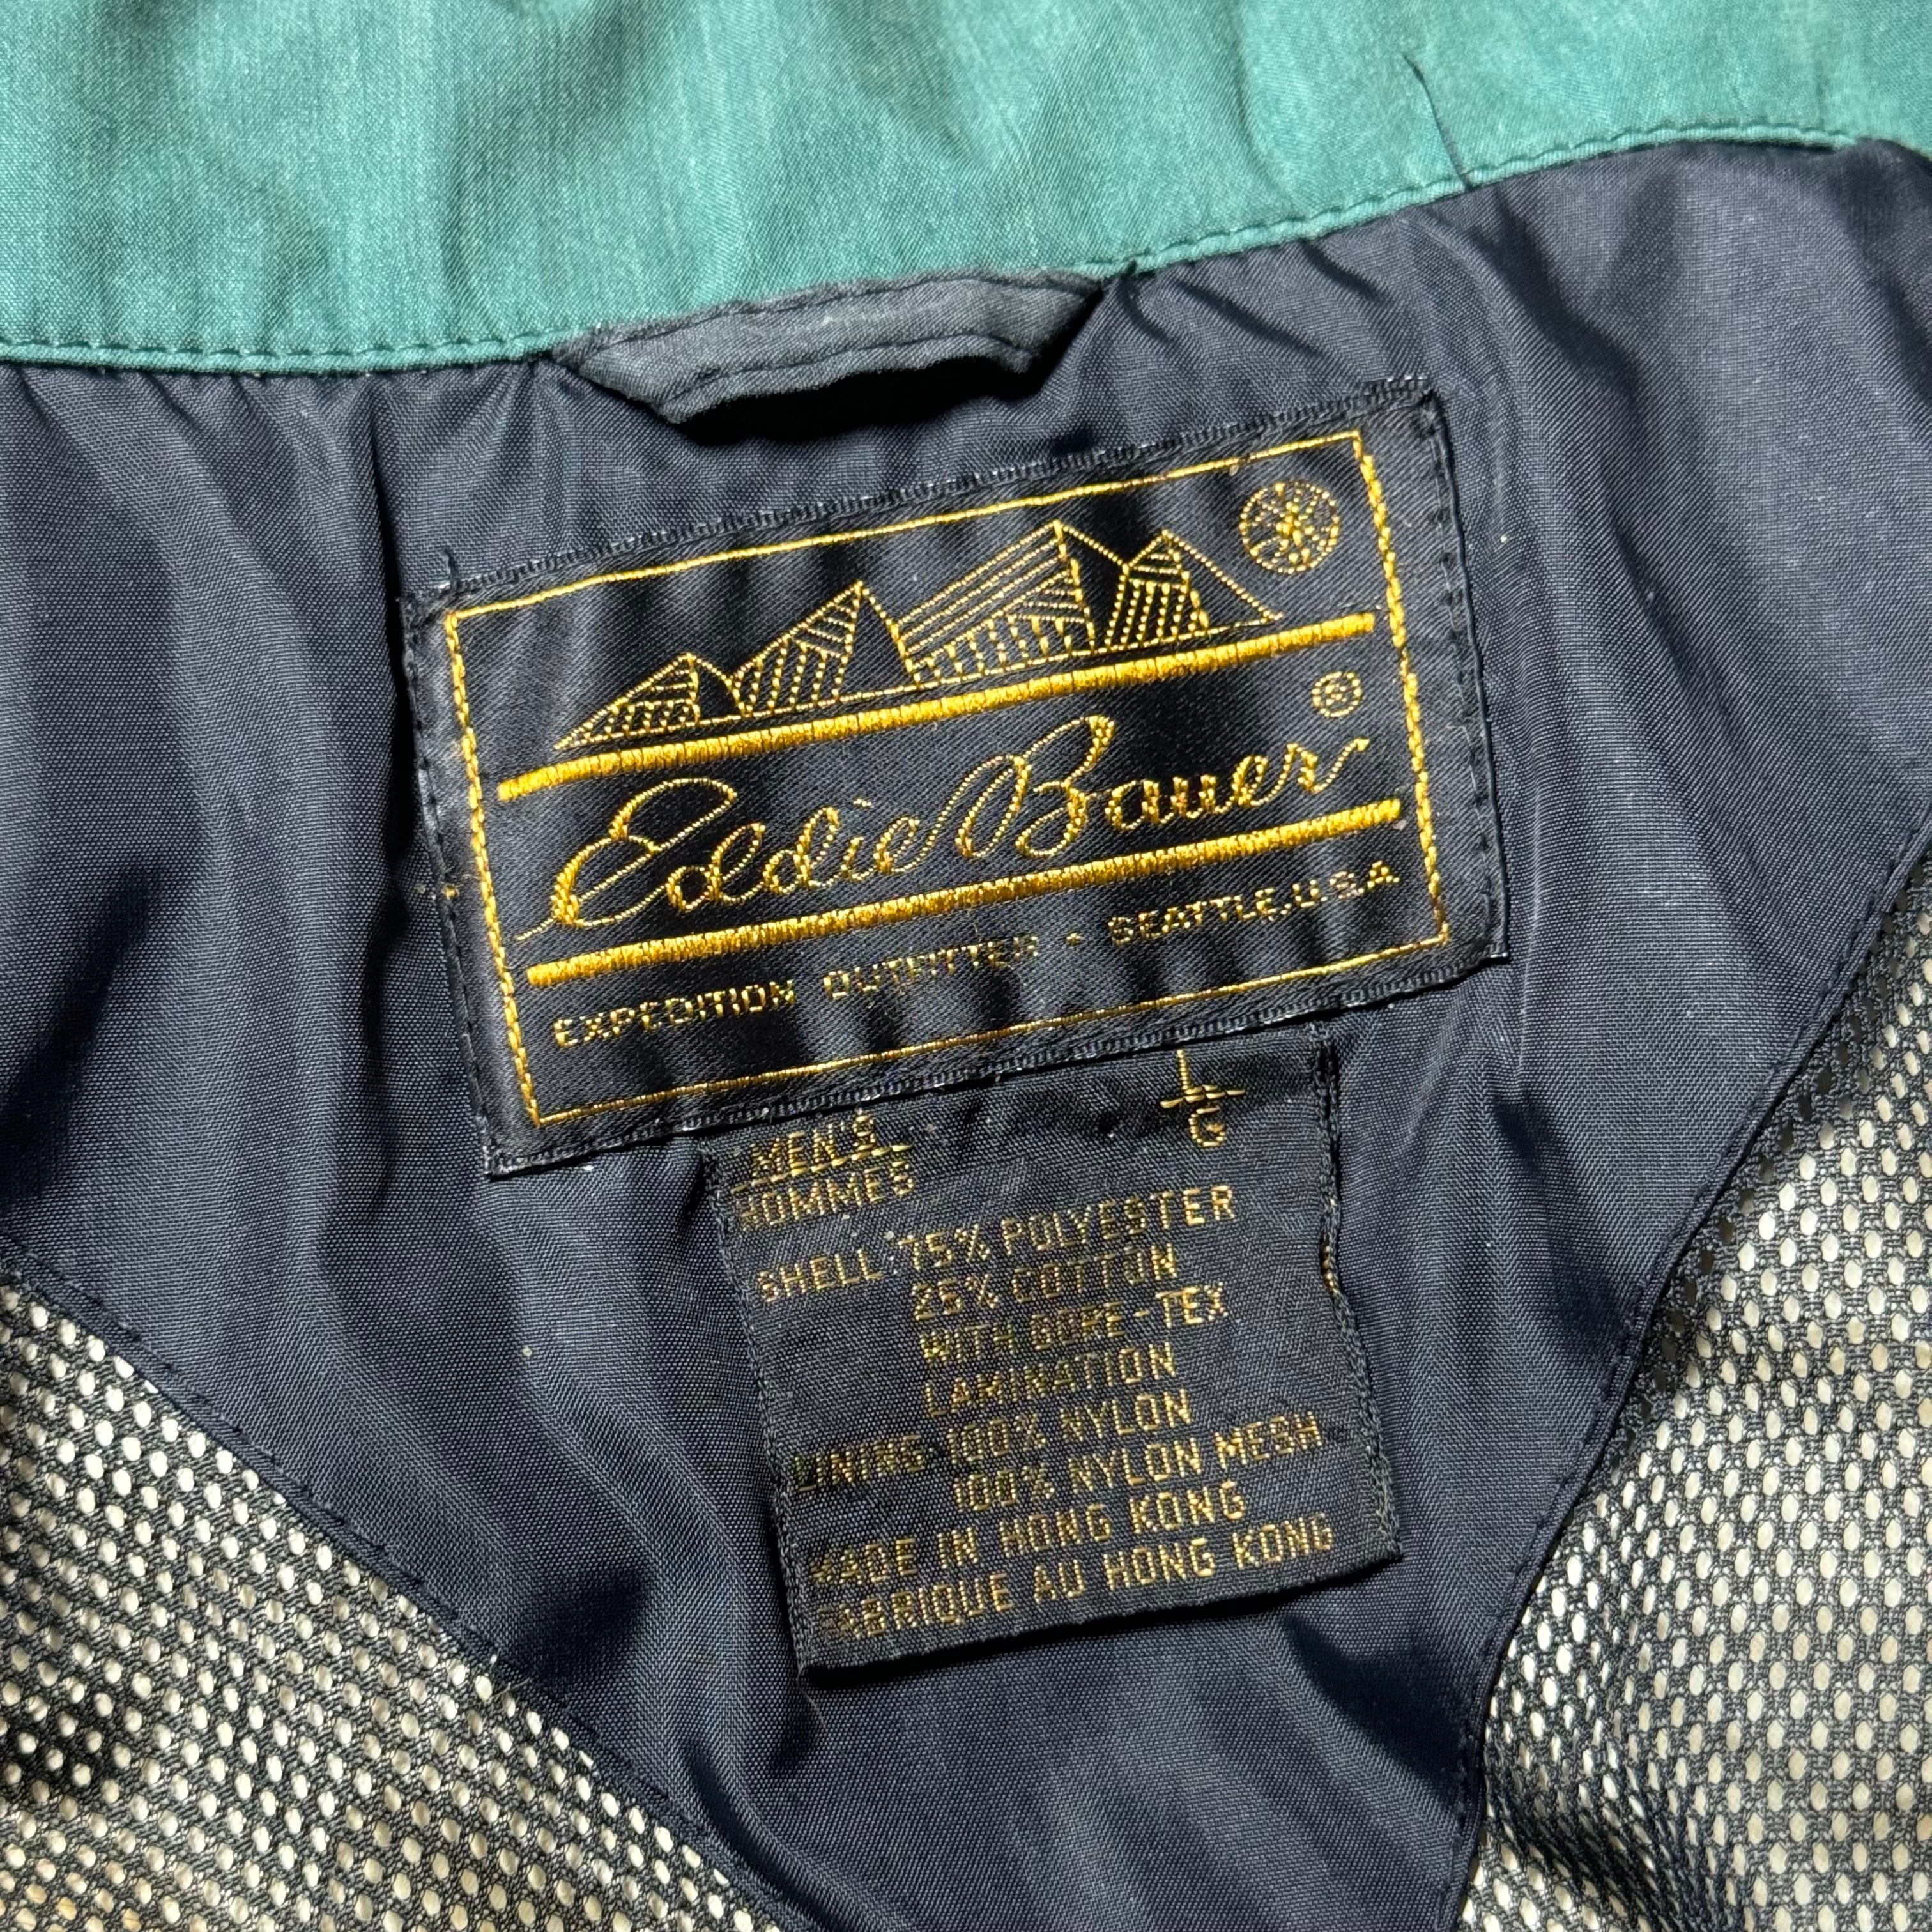 ®
Eddie Bauer
EXPEDITION OUTFITTER - SEATTLE, U.S.A
MEN'S L
HOMMES G
SHELL: 75% POLYESTER
25% COTTON
WITH GORE-TEX
LAMINATION
LINING 100% NYLON
100% NYLON MESH
MADE IN HONG KONG
FABRIQUE AU HONG KONG